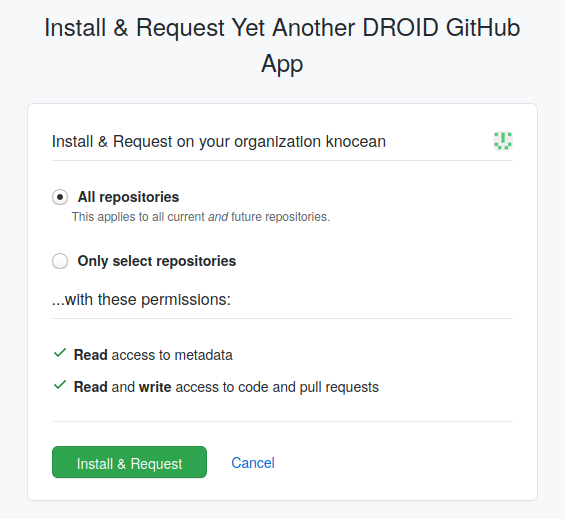 Install & Request Yet Another DROID GitHub
App
Install & Request on your organization knocean
All repositories
This applies to all current and future repositories.
Only select repositories
...with these permissions:
Read access to metadata
Read and write access to code and pull requests
Install & Request Cancel